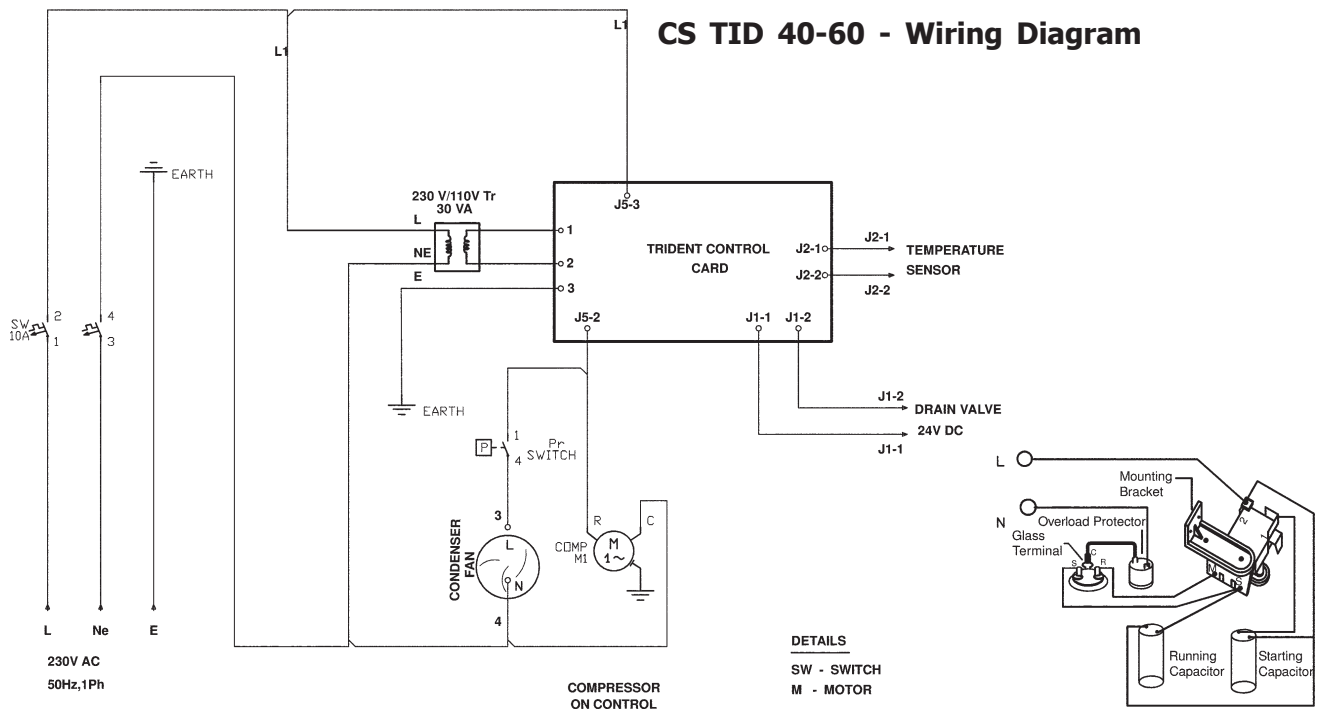 CS TID 40-60 - Wiring Diagram
L1
L1
EARTH
230 V/110V Tr
30 VA
L
NE
E
1
2
3
J5-3
TRIDENT CONTROL
CARD
J2-1
J2-2
J2-1
TEMPERATURE
SENSOR
J2-2
J5-2
J1-1
J1-2
SW
10A
2
1
4
3
EARTH
J1-2
DRAIN VALVE
24V DC
J1-1
P
1
4
Pr
SWITCH
3
CONDENSER
FAN
L
N
4
R
C
COMP
M1
M
1~
L
Ne
E
230V AC
50Hz,1Ph
COMPRESSOR
ON CONTROL
DETAILS
SW - SWITCH
M - MOTOR
L
N
Mounting
Bracket
Overload Protector
Glass
Terminal
S
C
R
2
1
M
S
Running
Capacitor
Starting
Capacitor